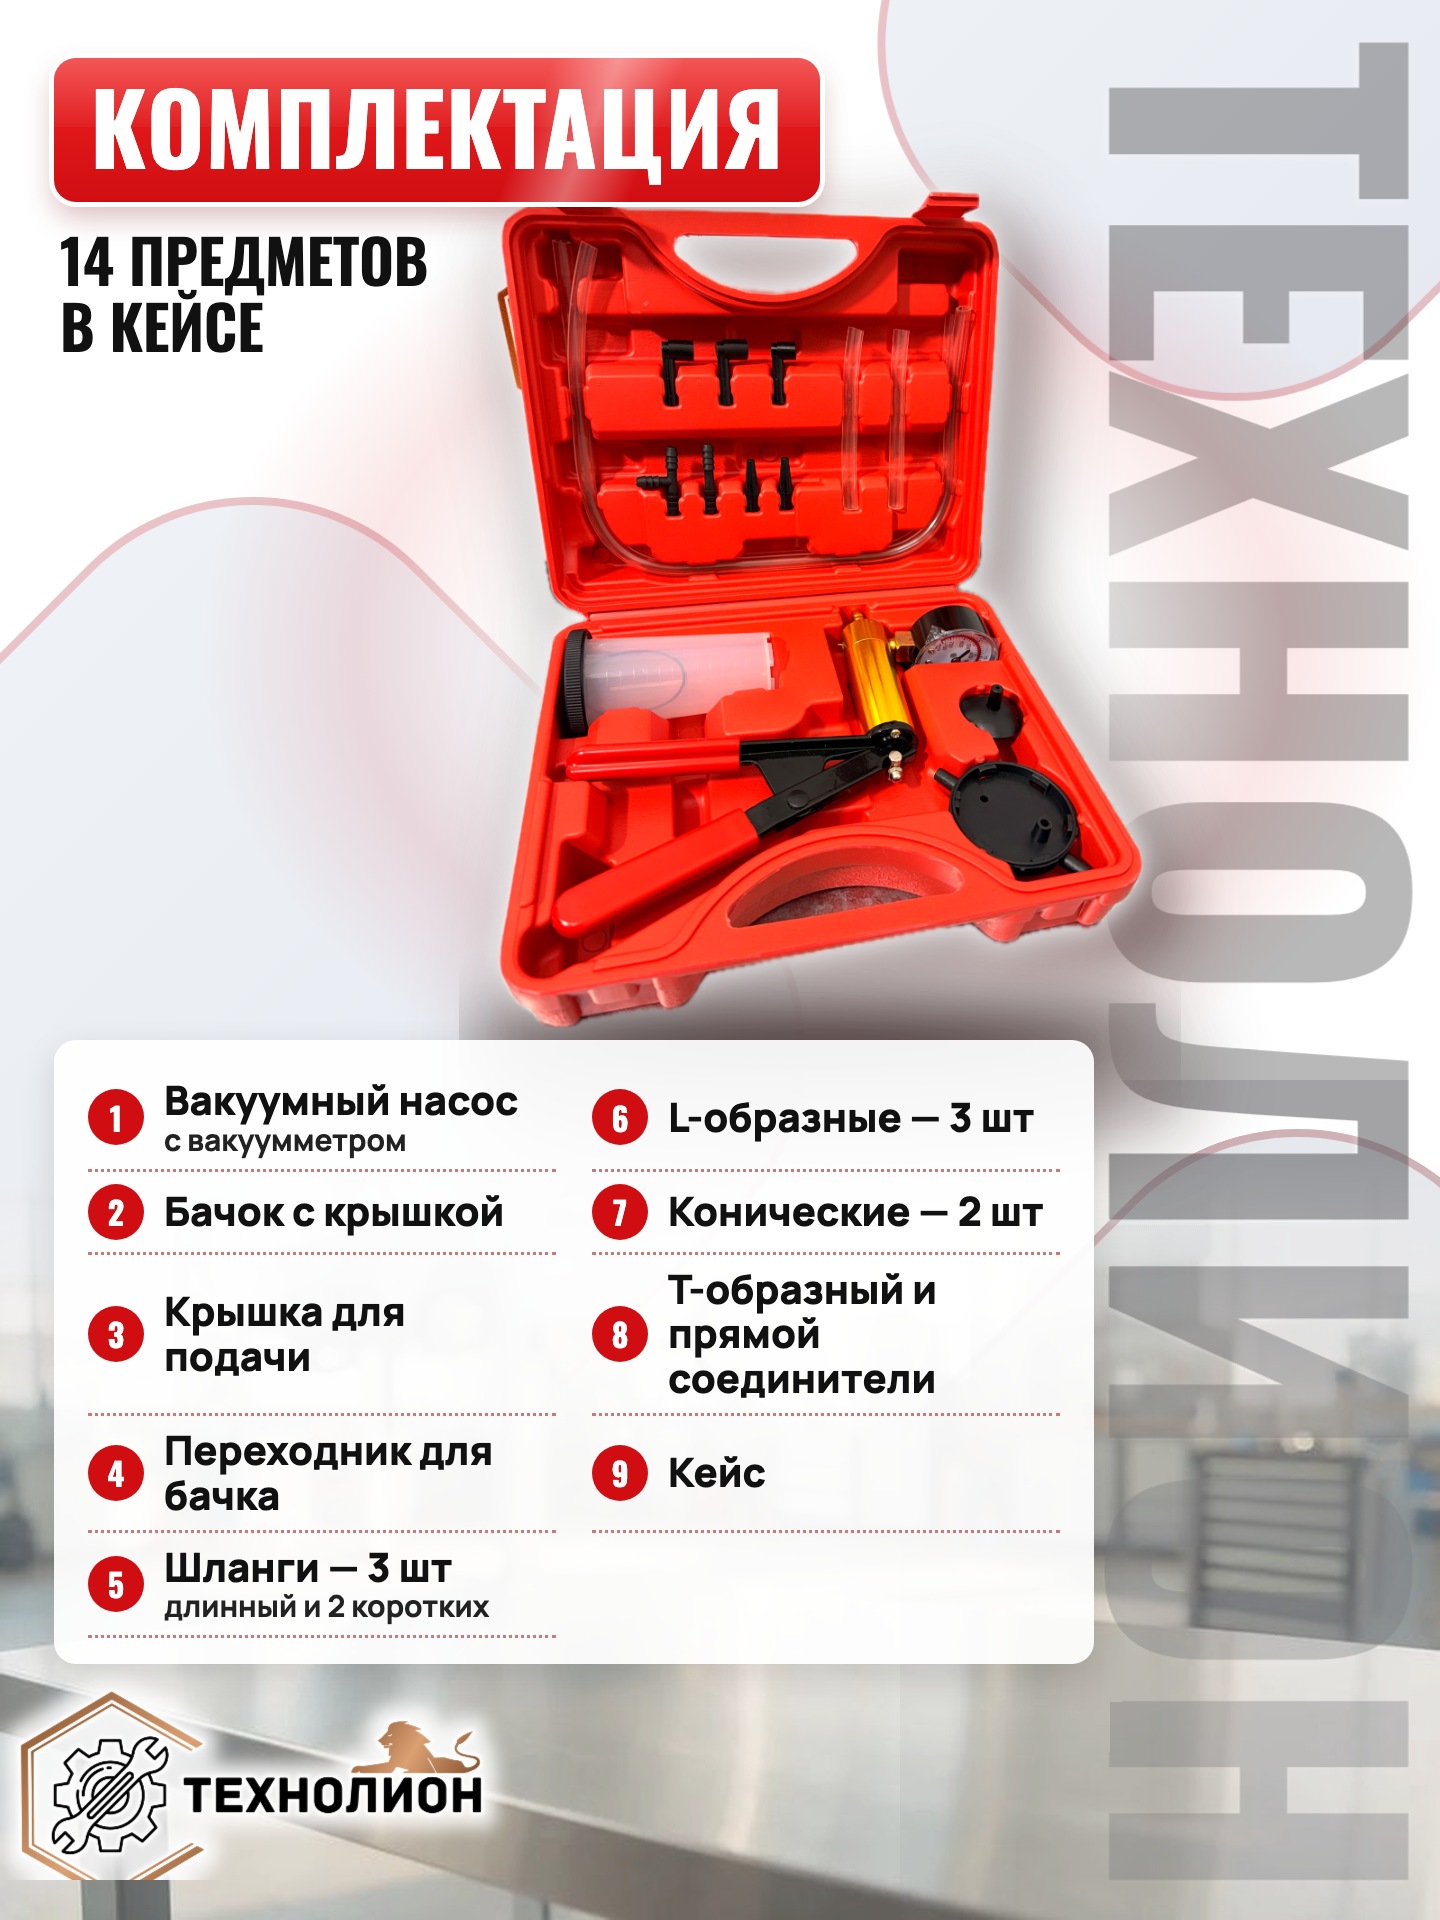 КОМПЛЕКТАЦИЯ
14 ПРЕДМЕТОВ
В КЕЙСЕ
1 Вакуумный насос
с вакуумметром
2 Бачок с крышкой
3 Крышка для
подачи
4 Переходник для
бачка
5 Шланги — 3 шт
длинный и 2 коротких
6 L-образные — 3 шт
7 Конические — 2 шт
8 Т-образный и
прямой
соединители
9 Кейс
ТЕХНОЛИОН
ТЕХНОЛИОН